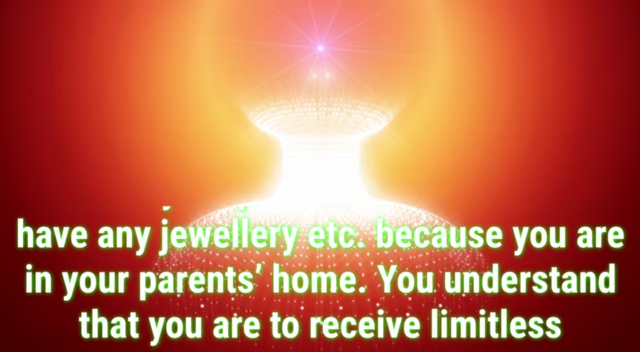 have any jewellery etc. because you are
in your parents’ home. You understand
that you are to receive limitless